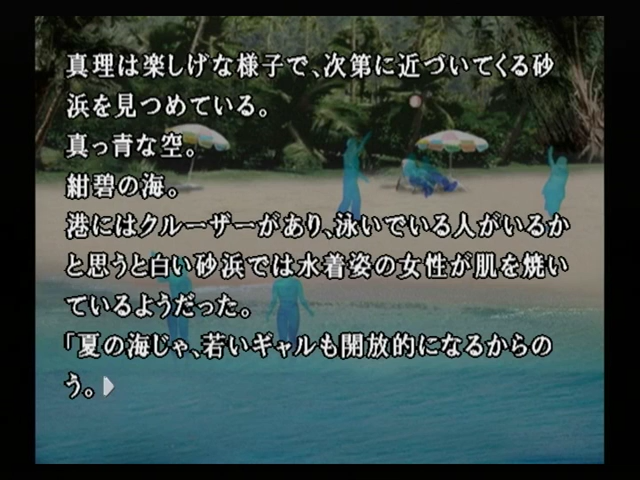 真理は楽しげな様子で、次第に近づいてくる砂
浜を見つめている。
真っ青な空。
紺碧の海。
港にはクルーザーがあり、泳いでいる人がいるか
と思うと白い砂浜では水着姿の女性が肌を焼い
ているようだった。
「夏の海じゃ、若いギャルも開放的になるからの
う。